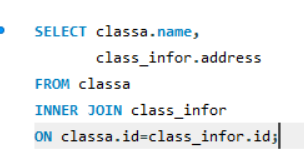 SELECT classa.name,
class_infor.address
FROM classa
INNER JOIN class_infor
ON classa.id=class_infor.id;